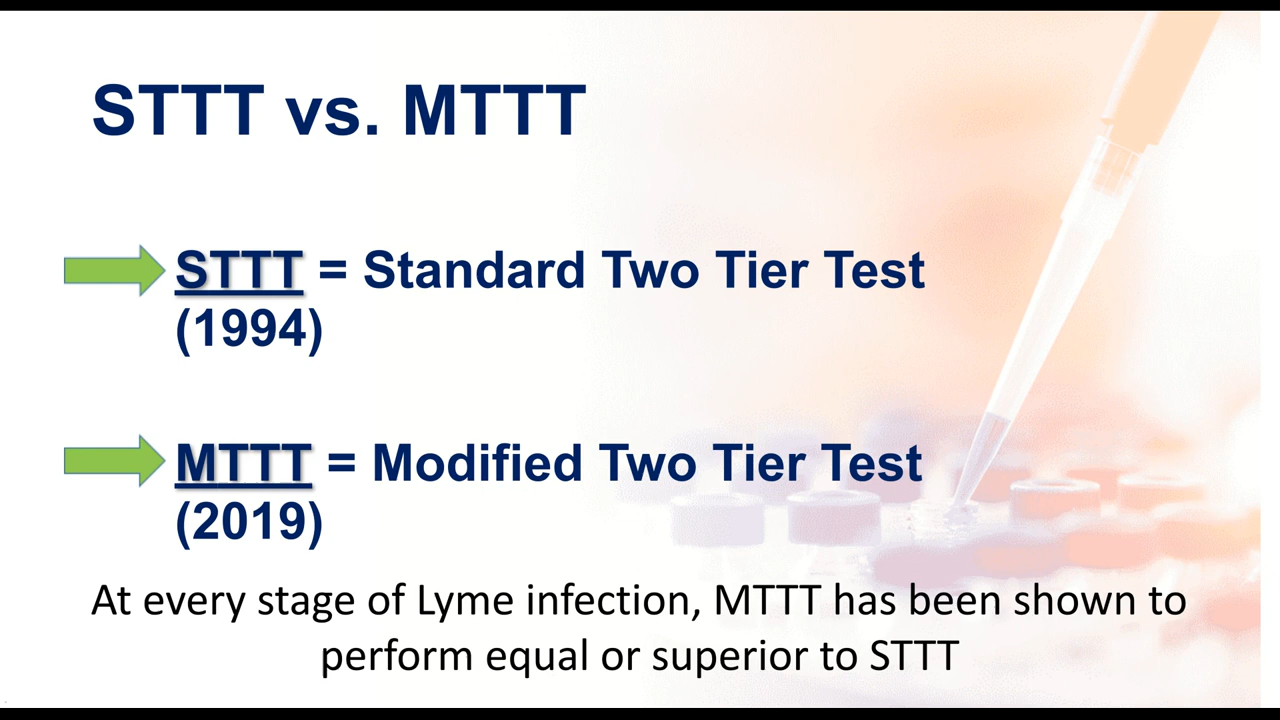 STTT vs. MTTT
STTT = Standard Two Tier Test
(1994)
MTTT = Modified Two Tier Test
(2019)
At every stage of Lyme infection, MTTT has been shown to
perform equal or superior to STTT